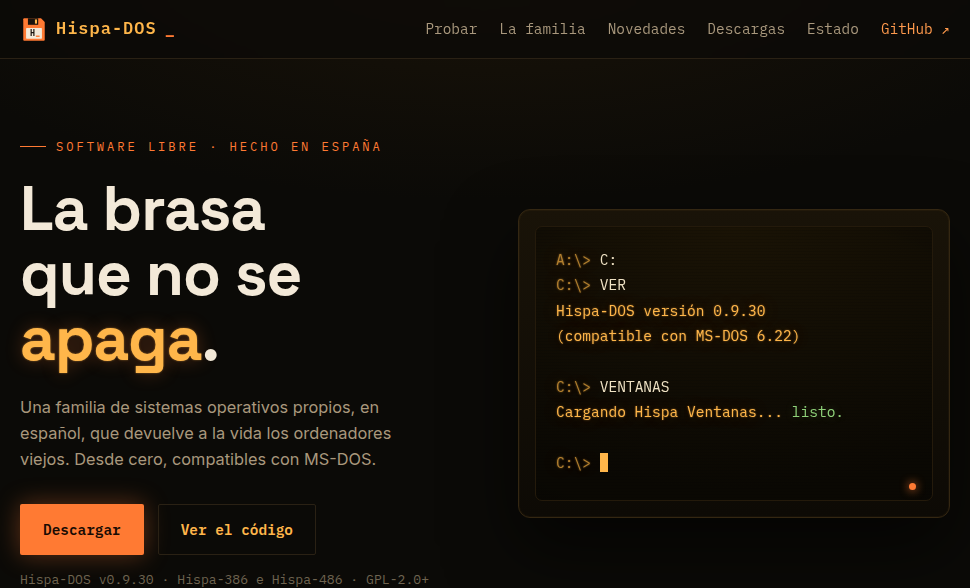 Hispa-DOS _
Probar La familia Novedades Descargas Estado GitHub ↗
SOFTWARE LIBRE · HECHO EN ESPAÑA
La brasa
que no se
apaga.
Una familia de sistemas operativos propios, en
español, que devuelve a la vida los ordenadores
viejos. Desde cero, compatibles con MS-DOS.
Descargar
Ver el código
Hispa-DOS v0.9.30 · Hispa-386 e Hispa-486 · GPL-2.0+
A:\> C:
C:\> VER
Hispa-DOS versión 0.9.30
(compatible con MS-DOS 6.22)
C:\> VENTANAS
Cargando Hispa Ventanas... listo.
C:\>